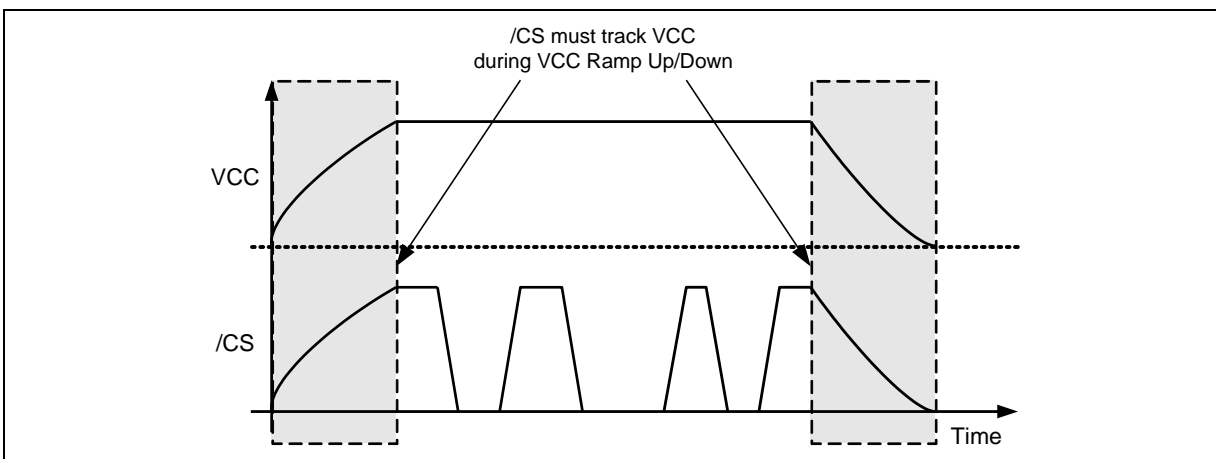 /CS must track VCC
during VCC Ramp Up/Down
VCC
/CS
Time